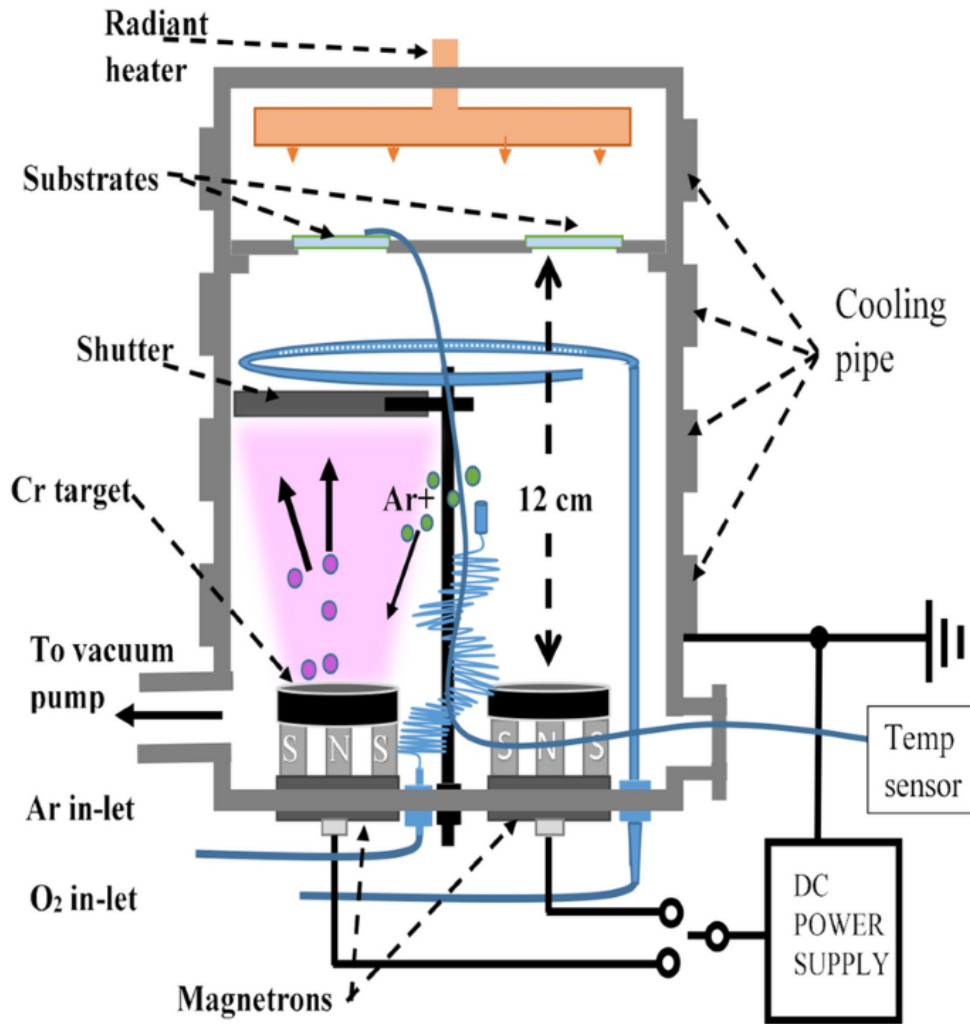 Radiant
heater
Substrates
Shutter
Cooling
pipe
Cr target
Ar+
12 cm
To vacuum
pump
S N S
S N S
Temp
sensor
Ar in-let
O₂ in-let
DC
POWER
SUPPLY
Magnetrons